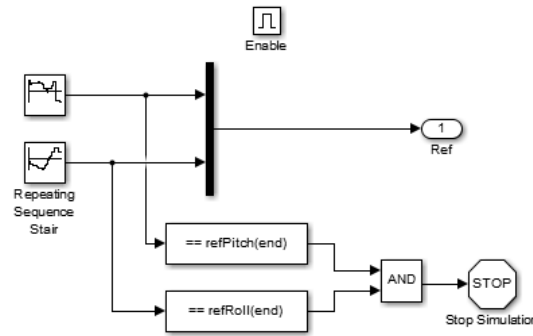 Enable
1
Ref
Repeating
Sequence
Stair
== refPitch(end)
== refRoll(end)
AND
STOP
Stop Simulation